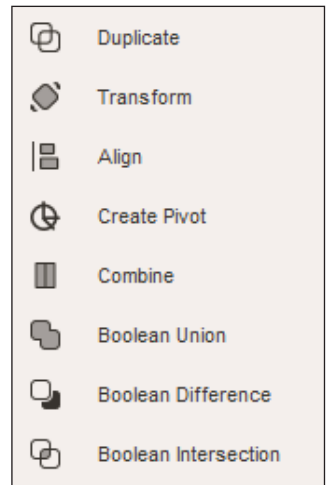 Duplicate
Transform
Align
Create Pivot
Combine
Boolean Union
Boolean Difference
Boolean Intersection